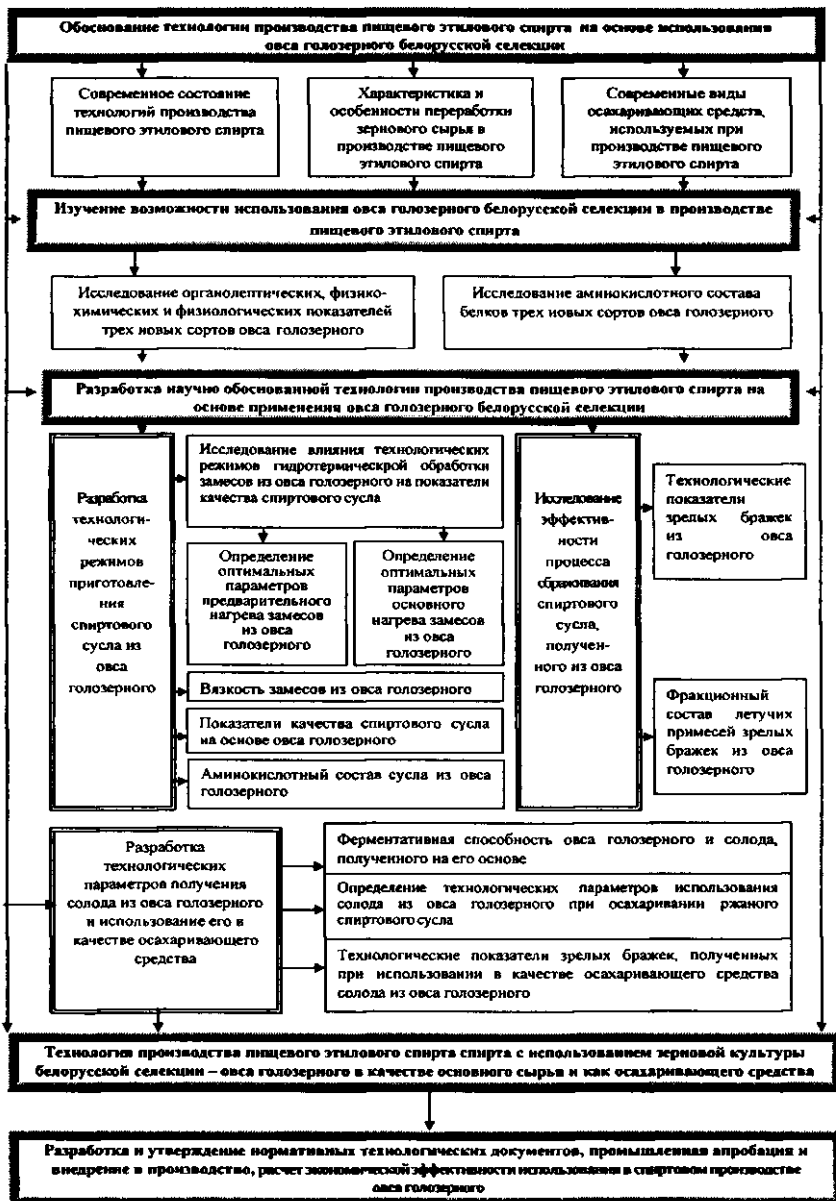 Обоснование технологии производства пищевого этилового спирта на основе использования
овса голозерного белорусской селекции
Современное состояние
технологий производства
пищевого этилового спирта
Характеристика и
особенности переработки
зернового сырья в
производстве пищевого
этилового спирта
Современные виды
осахаривающих средств,
используемых при
производстве пищевого
этилового спирта
Изучение возможности использования овса голозерного белорусской селекции в производстве
пищевого этилового спирта
Исследование органолептических, физико-
химических и физиологических показателей
трех новых сортов овса голозерного
Исследование аминокислотного состава
белков трех новых сортов овса голозерного
Разработка научно обоснованной технологии производства пищевого этилового спирта на
основе применения овса голозерного белорусской селекции
Разработка
технологи-
ческих
режимов
приготовле-
ния
спиртового
сусла из
овса
голозерного
Исследование влияния технологических
режимов гидротермичекрой обработки
замесов из овса голозерного на показатели
качества спиртового сусла
Определение
оптимальных
параметров
предварительного
нагрева замесов
из овса голозерного
Определение
оптимальных
параметров
основного
нагрева замесов
из овса голозерного
Вязкость замесов из овса голозерного
Показатели качества спиртового сусла
на основе овса голозерного
Аминокислотный состав сусла из овса
голозерного
Исследование
эффектив-
ности
процесса
сбраживания
спиртового
сусла,
получен-
ного из овса
голозерного
Технологические
показатели
зрелых бражек
из овса
голозерного
Фракционный
состав летучих
примесей зрелых
бражек из овса
голозерного
Разработка
технологических
параметров получения
солода из овса голозерного
и использование его в
качестве осахаривающего
средства
Ферментативная способность овса голозерного и солода,
полученного на его основе
Определение технологических параметров использования
солода из овса голозерного при осахаривании ржаного
спиртового сусла
Технологические показатели зрелых бражек, полученных
при использовании в качестве осахаривающего средства
солода из овса голозерного
Технология производства пищевого этилового спирта спирта с использованием зерновой культуры
белорусской селекции – овса голозерного в качестве основного сырья и как осахаривающего средства
Разработка и утверждение нормативных технологических документов, промышленная апробация и
внедрение в производство, расчет экономической эффективности использования в спиртовом производстве
овса голозерного